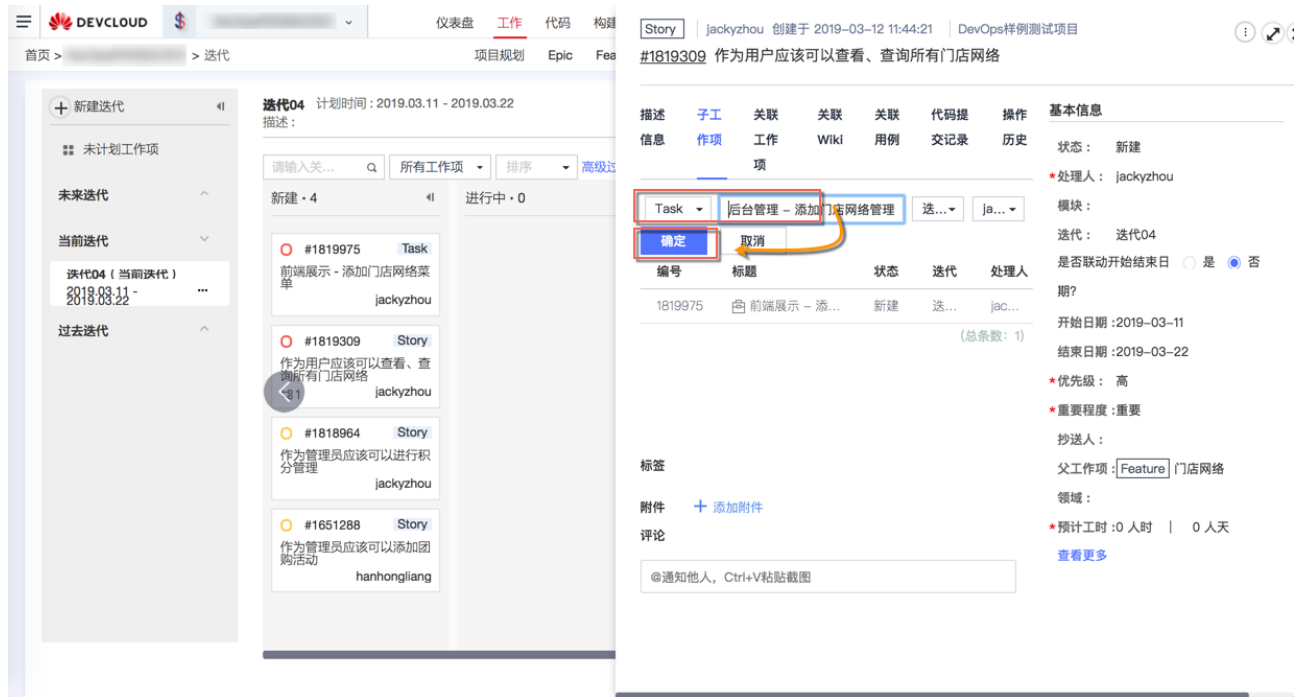 DEVCLOUD
$
仪表盘 工作 代码 构建
首页 > > 迭代
项目规划 Epic Fea
新建迭代
未计划工作项
未来迭代
当前迭代
迭代04（当前迭代）
2019.03.11 -
2019.03.22
...
过去迭代
迭代04 计划时间 : 2019.03.11 - 2019.03.22
描述 :
请输入关... 所有工作项 排序 高级过
新建 · 4
进行中 · 0
#1819975 Task
前端展示 - 添加门店网络菜
单
jackyzhou
#1819309 Story
作为用户应该可以查看、查
询所有门店网络
jackyzhou
#1818964 Story
作为管理员应该可以进行积
分管理
jackyzhou
#1651288 Story
作为管理员应该可以添加团
购活动
hanhongliang
Story jackyzhou 创建于 2019-03-12 11:44:21 DevOps样例测试项目
#1819309 作为用户应该可以查看、查询所有门店网络
描述 子工 关联 关联 关联 代码提 操作
信息 作项 工作 Wiki 用例 交记录 历史
项
Task 后台管理 – 添加门店网络管理 迭... ja...
确定 取消
编号 标题 状态 迭代 处理人
1819975 前端展示 – 添... 新建 迭... jac...
(总条数: 1)
标签
附件 + 添加附件
评论
@通知他人, Ctrl+V粘贴截图
基本信息
状态 : 新建
*处理人 : jackyzhou
模块 :
迭代 : 迭代04
是否联动开始结束日 是 否
期?
开始日期 :2019-03-11
结束日期 :2019-03-22
*优先级 : 高
*重要程度 :重要
抄送人 :
父工作项 : Feature 门店网络
领域 :
*预计工时 :0 人时 | 0 人天
查看更多